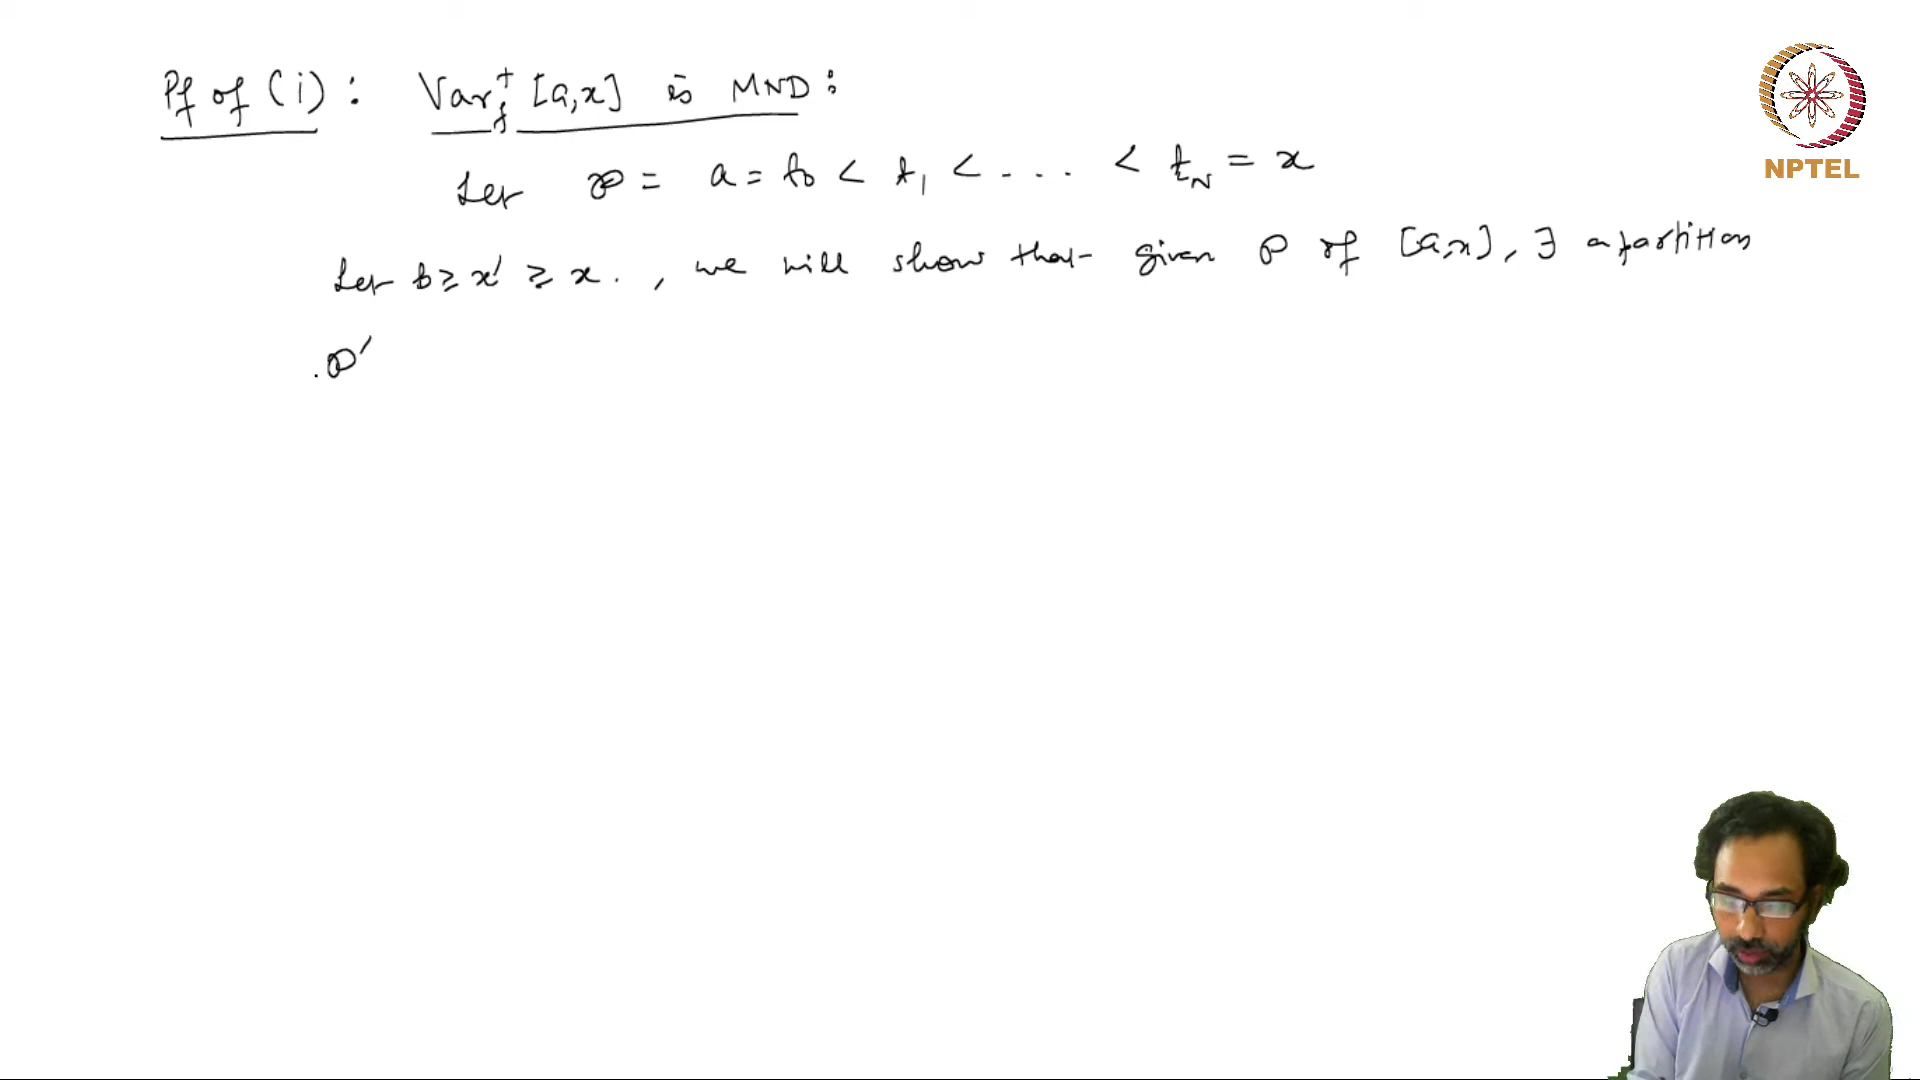 Pf of (i) : Var_f^+ [a,x] is MND :
NPTEL
Let P = a = t_0 < t_1 < .... < t_N = x
Let b ≥ x' ≥ x. , we will show that given P of [a,x], ∃ a partition
P'